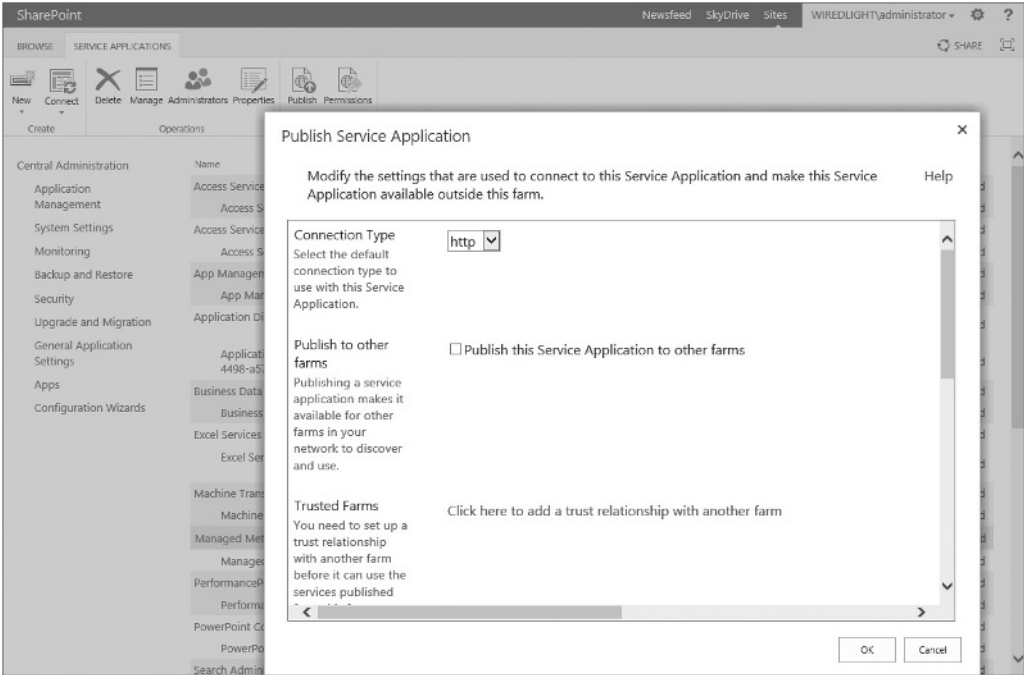 SharePoint
Newsfeed SkyDrive Sites WIREDLIGHT\administrator ?
BROWSE SERVICE APPLICATIONS SHARE
New Connect Delete Manage Administrators Properties Publish Permissions
Create Operations
Publish Service Application
Modify the settings that are used to connect to this Service Application and make this Service
Application available outside this farm.
Help
Connection Type
Select the default
connection type to
use with this Service
Application.
http
Publish to other
farms
Publishing a service
application makes it
available for other
farms in your
network to discover
and use.
Publish this Service Application to other farms
Trusted Farms
You need to set up a
trust relationship
with another farm
before it can use the
services published
Click here to add a trust relationship with another farm
OK Cancel
Central Administration
Application
Management
System Settings
Monitoring
Backup and Restore
Security
Upgrade and Migration
General Application
Settings
Apps
Configuration Wizards
Name
Access Service
Access S
Access Service
Access S
App Managem
App Mar
Application Di
Applicati
4498-a57
Business Data
Business
Excel Services
Excel Ser
Machine Trans
Machine
Managed Met
Managed
PerformanceP
Performa
PowerPoint Co
PowerPo
Search Admin